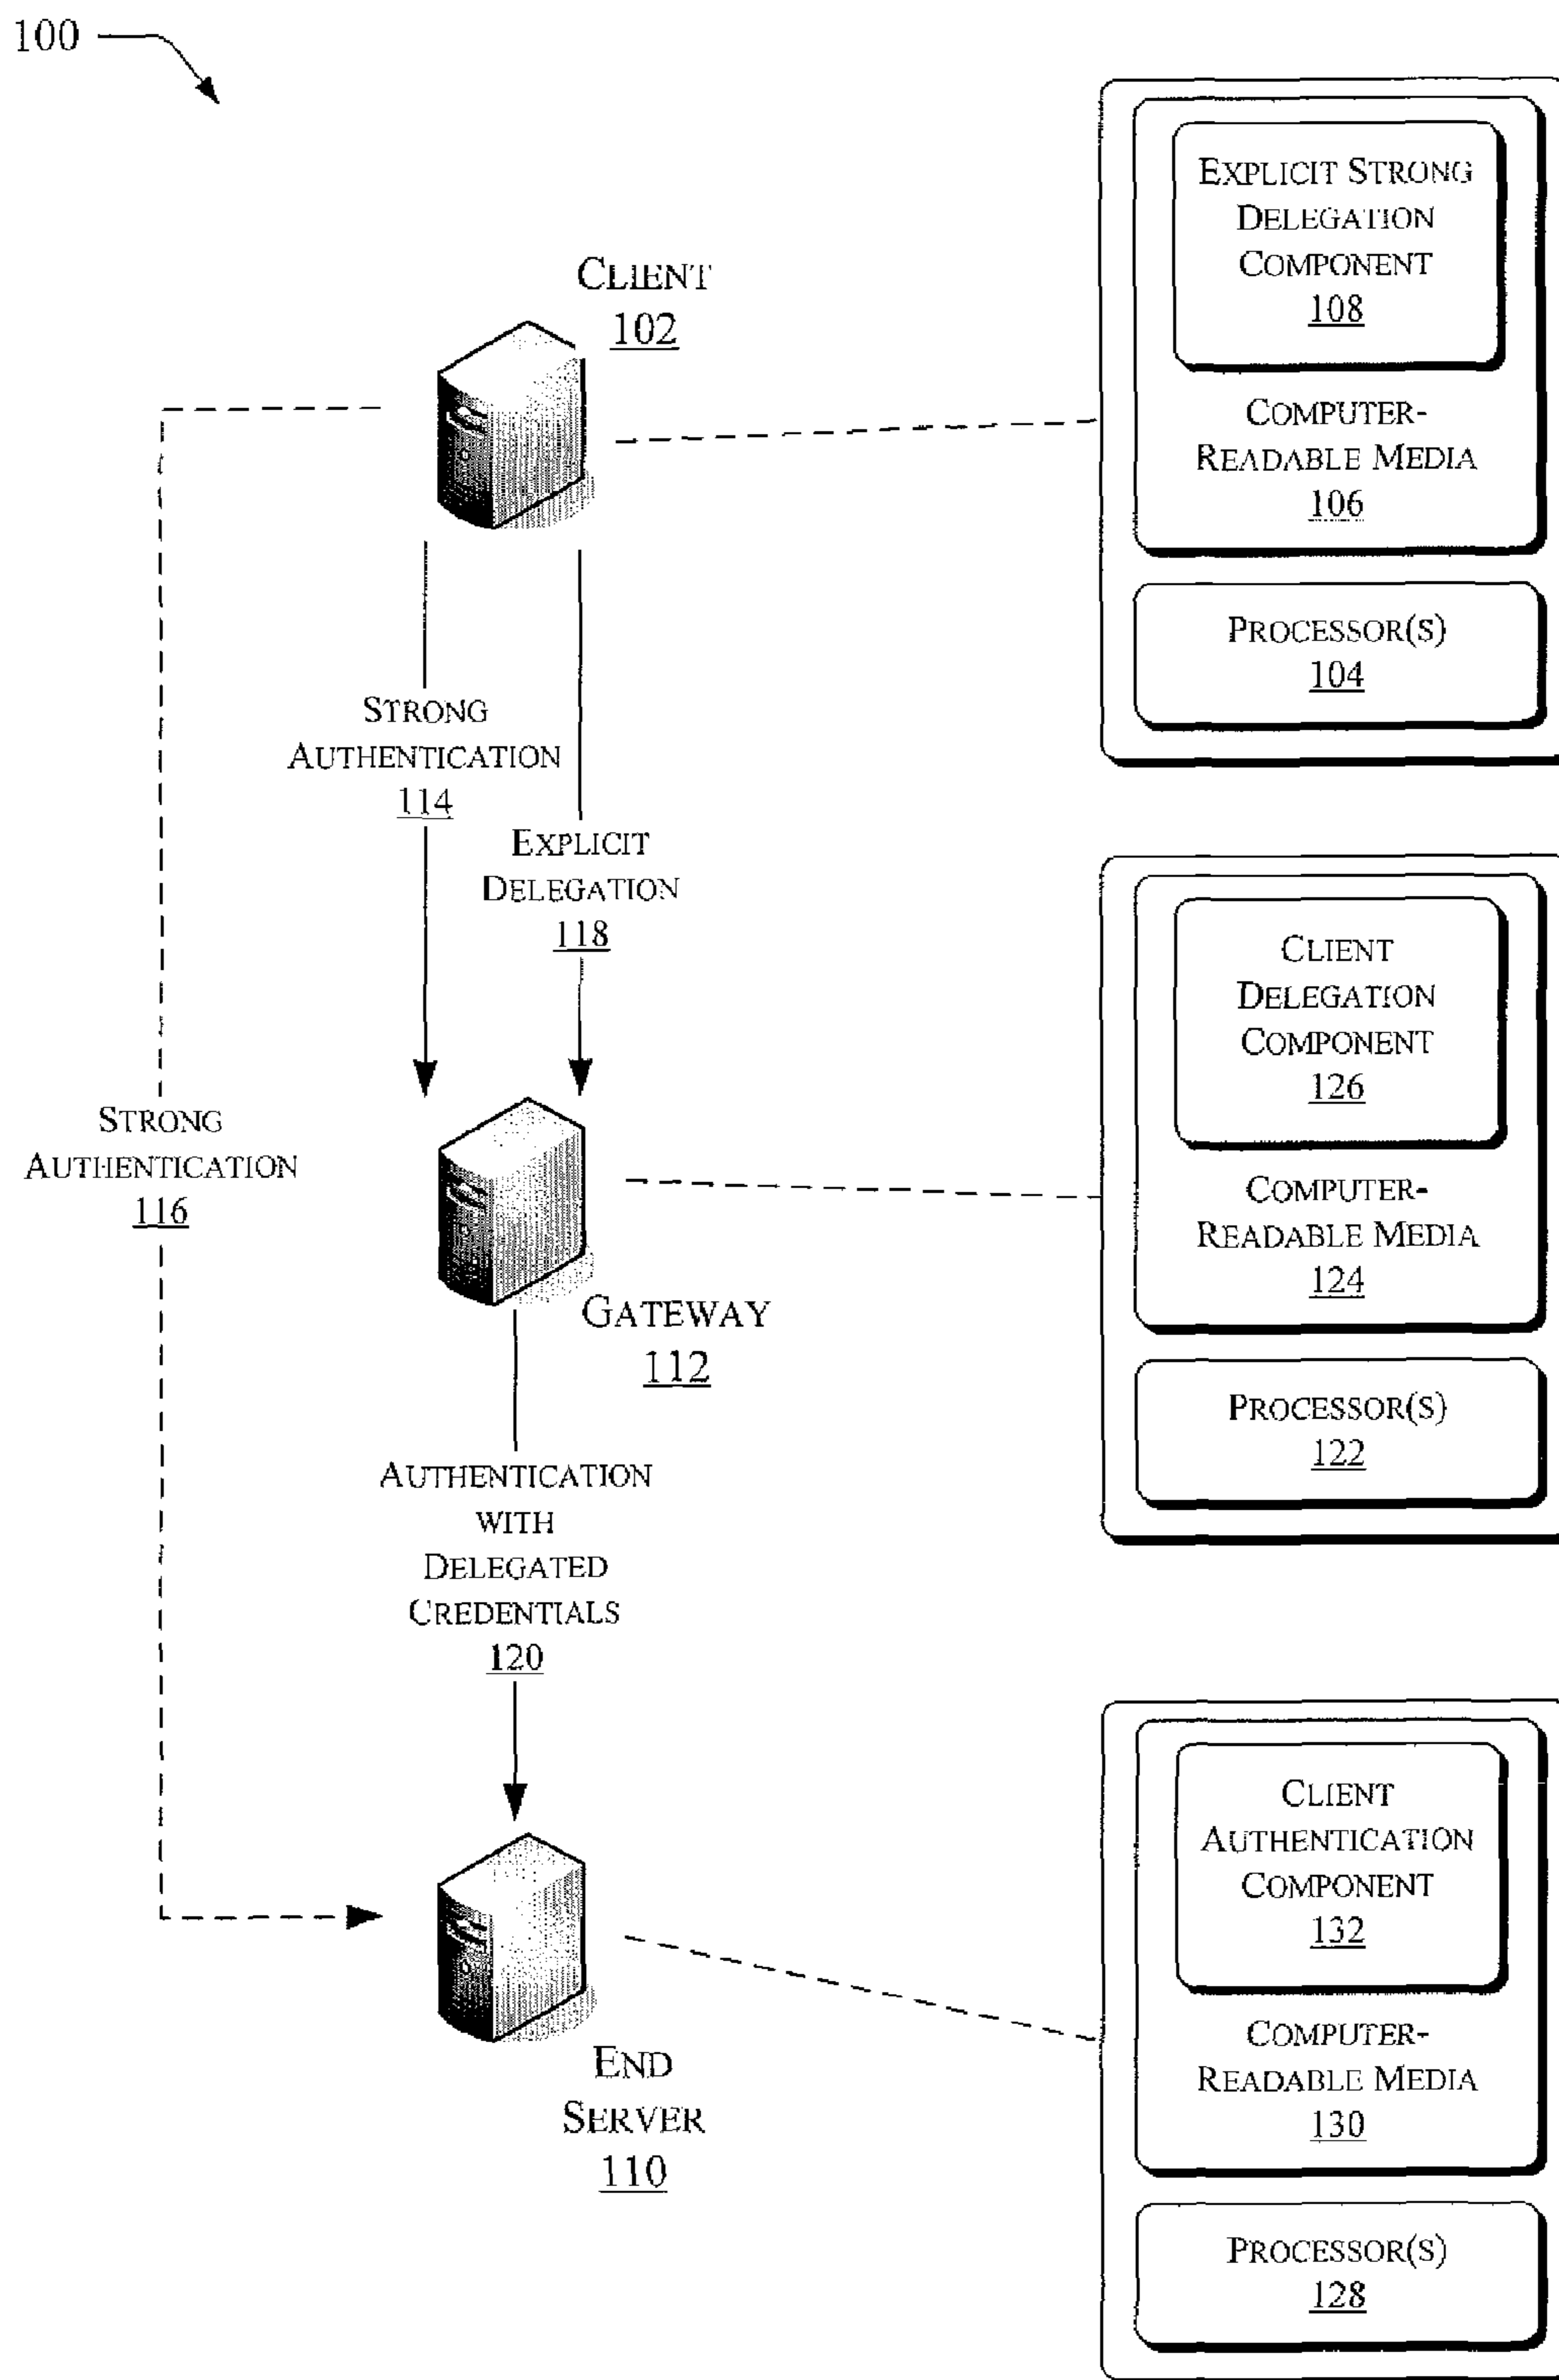 100
CLIENT
102
STRONG
AUTHENTICATION
114
EXPLICIT
DELEGATION
118
STRONG
AUTHENTICATION
116
GATEWAY
112
AUTHENTICATION
WITH
DELEGATED
CREDENTIALS
120
END
SERVER
110
EXPLICIT STRONG
DELEGATION
COMPONENT
108
COMPUTER-
READABLE MEDIA
106
PROCESSOR(S)
104
CLIENT
DELEGATION
COMPONENT
126
COMPUTER-
READABLE MEDIA
124
PROCESSOR(S)
122
CLIENT
AUTHENTICATION
COMPONENT
132
COMPUTER-
READABLE MEDIA
130
PROCESSOR(S)
128